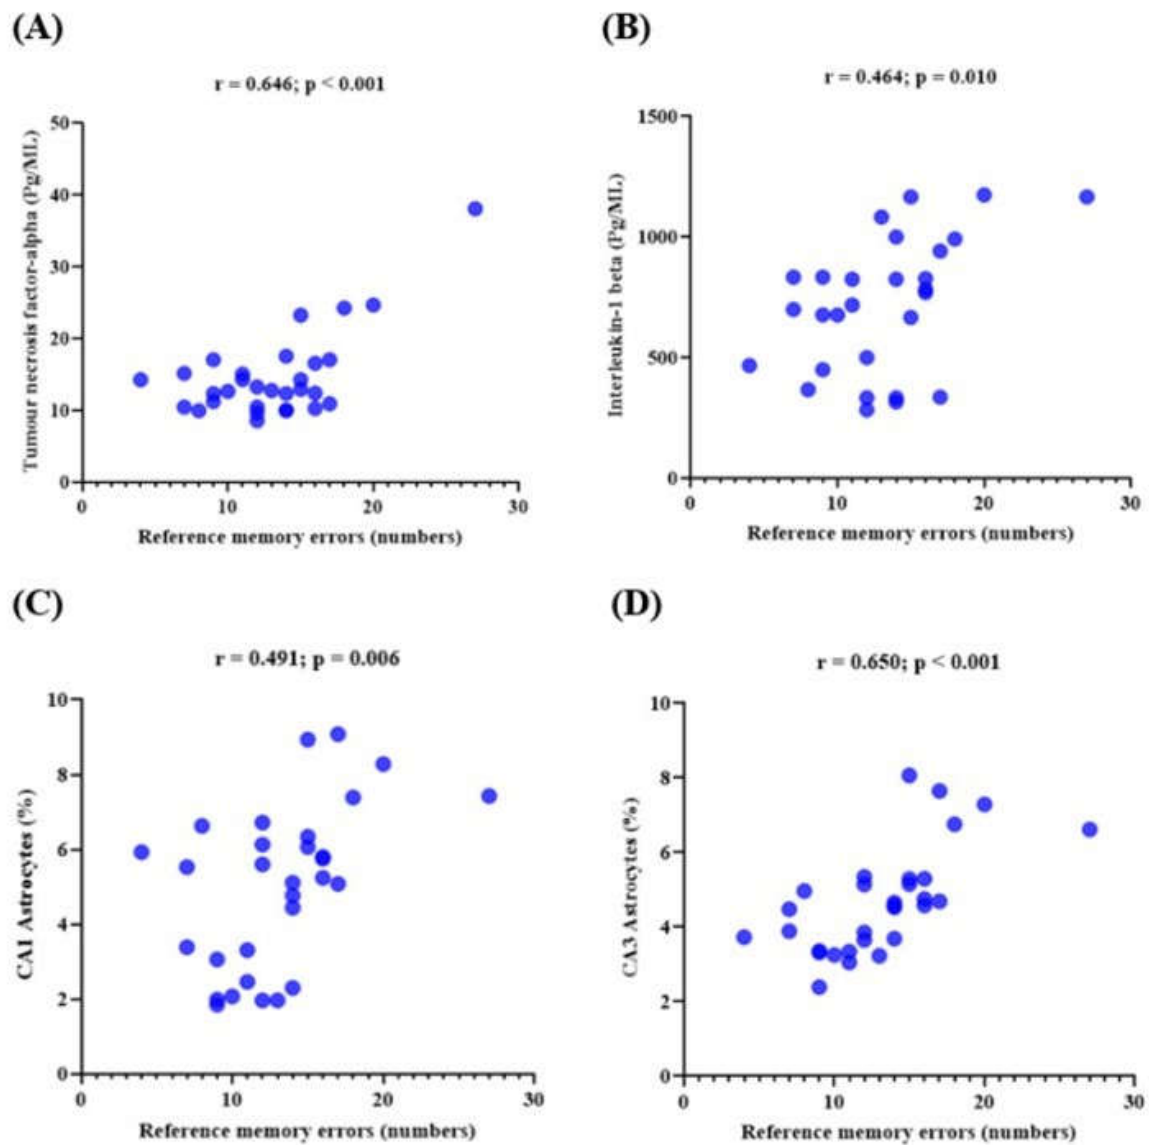 (A)
r = 0.646; p < 0.001
Tumour necrosis factor-alpha (Pg/ML)
50
40
30
20
10
0
0 10 20 30
Reference memory errors (numbers)
(B)
r = 0.464; p = 0.010
Interleukin-1 beta (Pg/ML)
1500
1000
500
0
0 10 20 30
Reference memory errors (numbers)
(C)
r = 0.491; p = 0.006
CA1 Astrocytes (%)
10
8
6
4
2
0
0 10 20 30
Reference memory errors (numbers)
(D)
r = 0.650; p < 0.001
CA3 Astrocytes (%)
10
8
6
4
2
0
0 10 20 30
Reference memory errors (numbers)